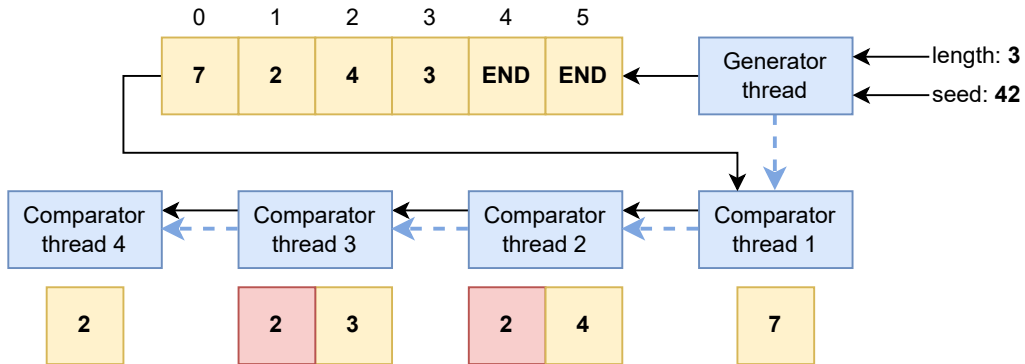 0 1 2 3 4 5
7 2 4 3 END END
Generator
thread
length: 3
seed: 42
Comparator
thread 4
Comparator
thread 3
Comparator
thread 2
Comparator
thread 1
2
2 3
2 4
7